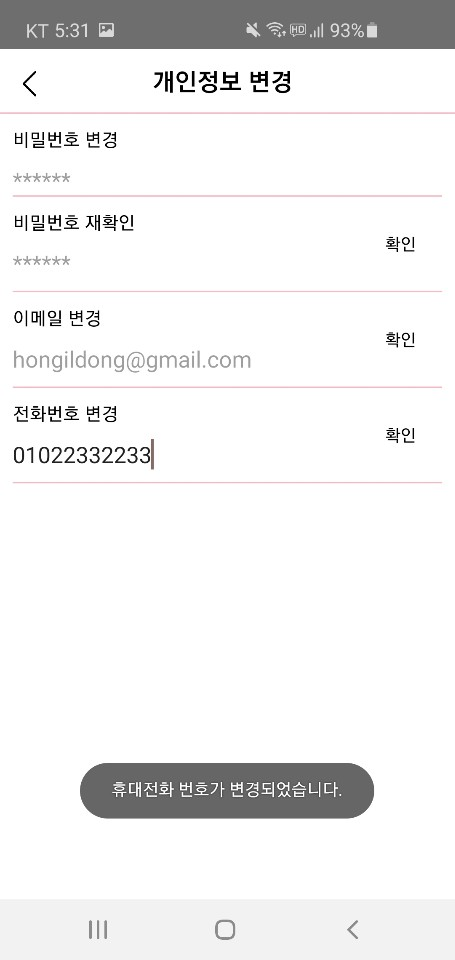 KT 5:31 HD 93%
개인정보 변경
비밀번호 변경
******
비밀번호 재확인
******
확인
이메일 변경
hongildong@gmail.com
확인
전화번호 변경
01022332233
확인
휴대전화 번호가 변경되었습니다.